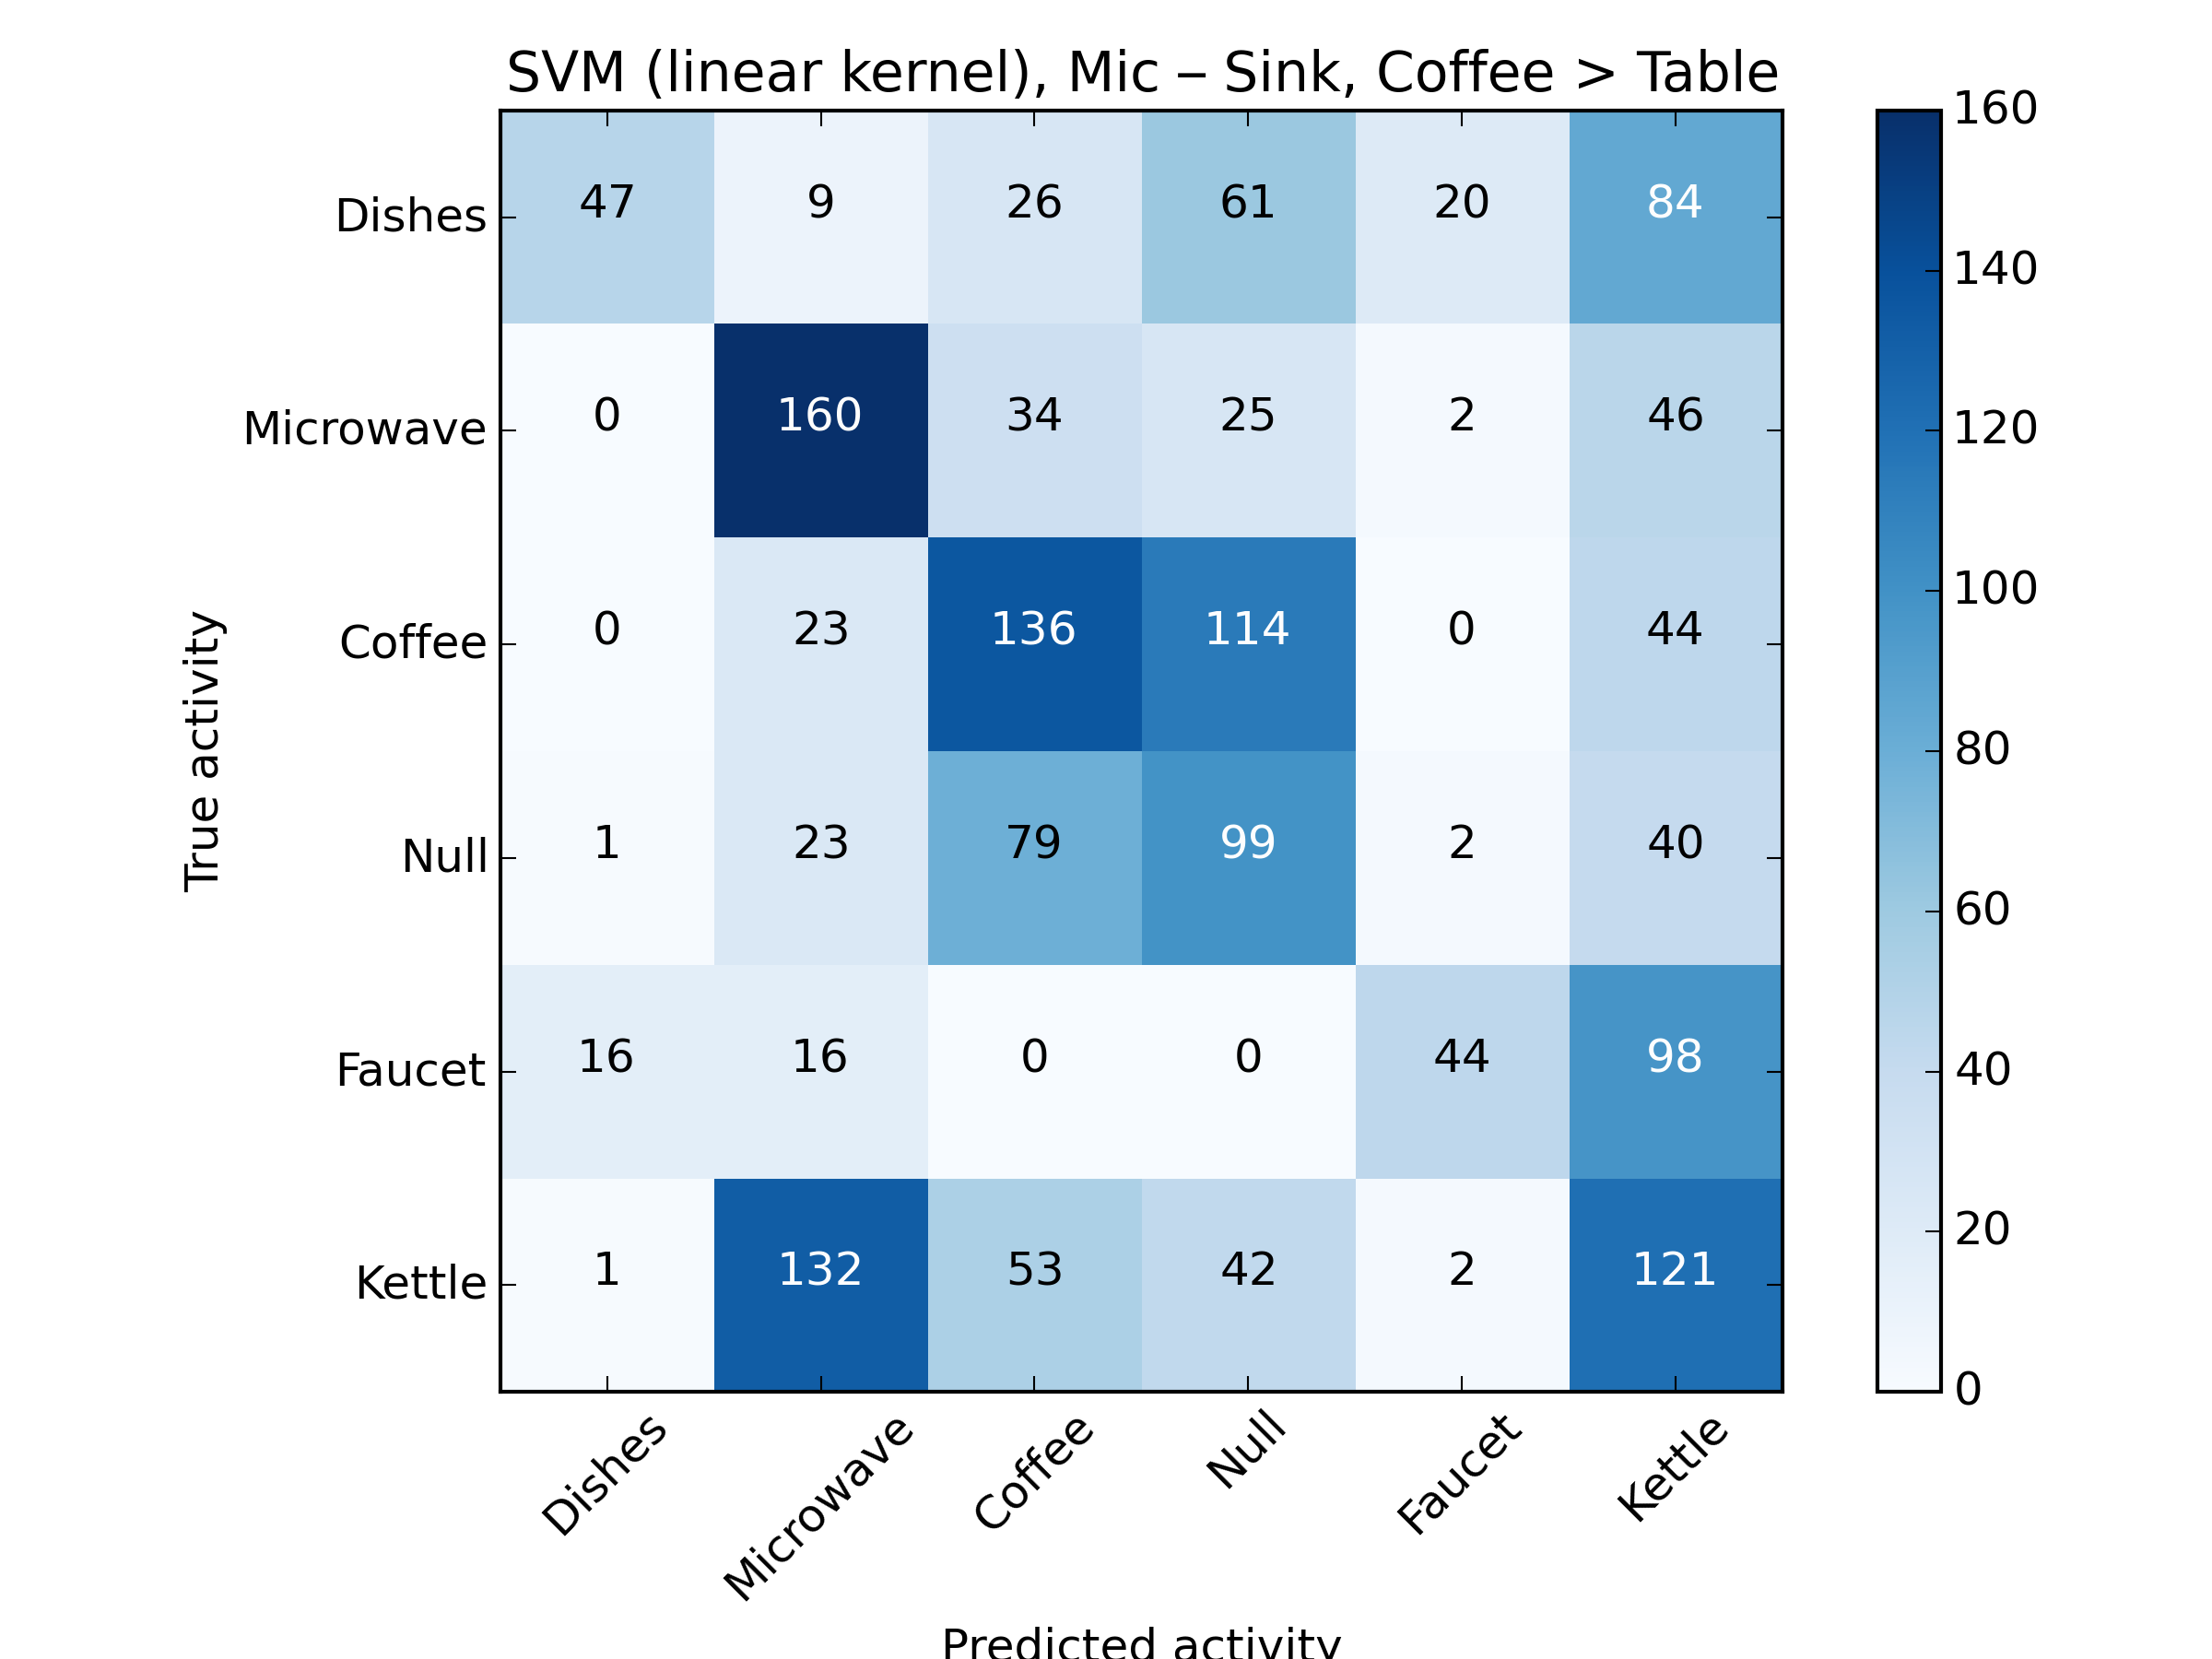 SVM (linear kernel), Mic – Sink, Coffee > Table
160
Dishes 47 9 26 61 20 84
140
Microwave 0 160 34 25 2 46
120
100
Coffee 0 23 136 114 0 44
True activity
80
Null 1 23 79 99 2 40
60
Faucet 16 16 0 0 44 98
40
20
Kettle 1 132 53 42 2 121
0
Dishes Microwave Coffee Null Faucet Kettle
Predicted activity